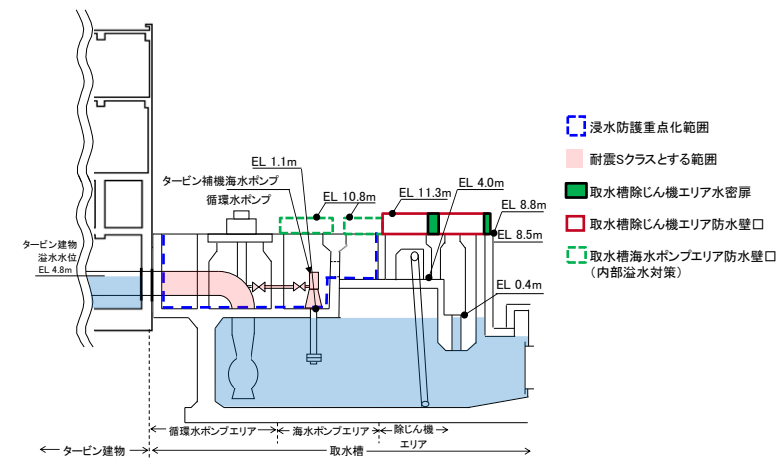 EL 1.1m
タービン補機海水ポンプ
循環水ポンプ
EL 10.8m
EL 11.3m
EL 4.0m
EL 8.8m
EL 8.5m
タービン建物
溢水水位
EL 4.8m
EL 0.4m
浸水防護重点化範囲
耐震Sクラスとする範囲
取水槽除じん機エリア水密扉
取水槽除じん機エリア防水壁口
取水槽海水ポンプエリア防水壁口
(内部溢水対策)
循環水ポンプエリア
海水ポンプエリア
除じん機
エリア
タービン建物
取水槽